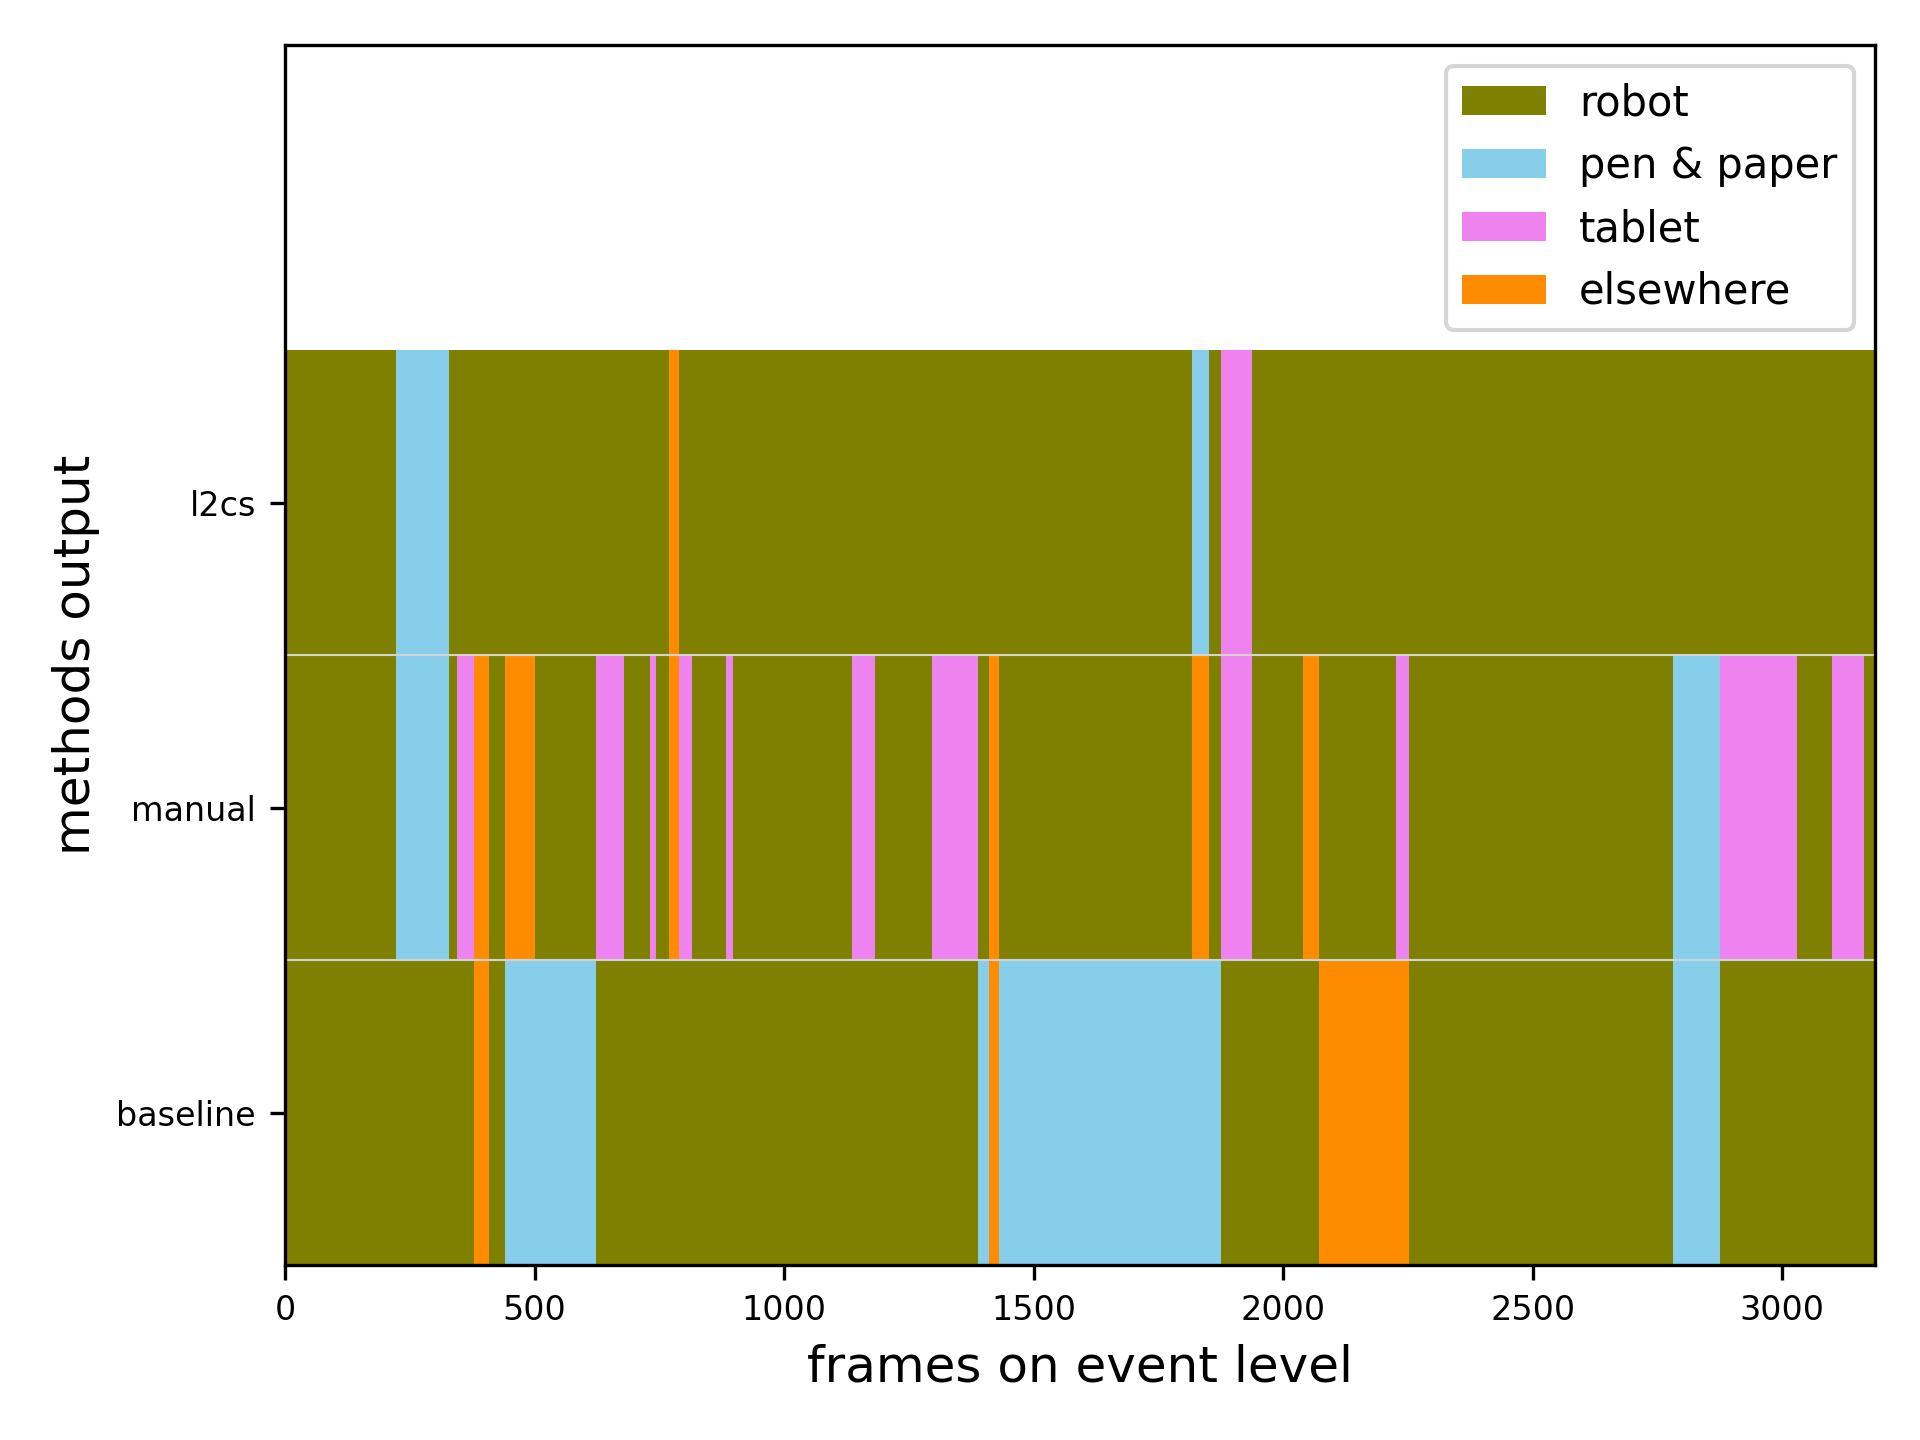 robot
pen & paper
tablet
elsewhere
methods output
l2cs
manual
baseline
0 500 1000 1500 2000 2500 3000
frames on event level